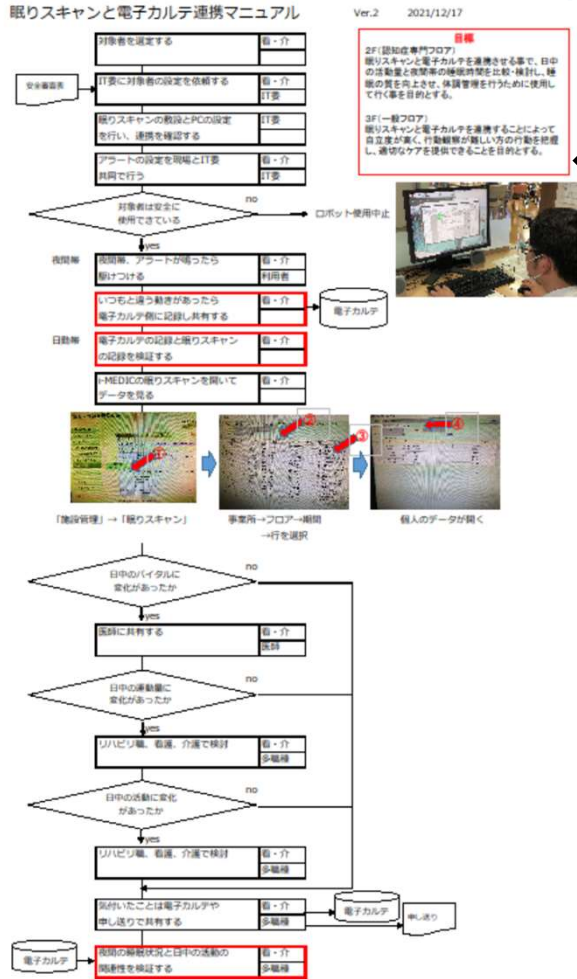 眠りスキャンと電子カルテ連携マニュアル
Ver.2 2021/12/17
目標
2F(認知症専門フロア)
眠りスキャンと電子カルテを連携させる事で、日中
の活動量と夜間帯の睡眠時間を比較・検討し、睡
眠の質を向上させ、体調管理を行うために使用し
て行く事を目的とする。
3F(一般フロア)
眠りスキャンと電子カルテを連携することによって
自立度が高く、行動観察が難しい方の行動を把握
し、適切なケアを提供できることを目的とする。
対象者を選定する
看・介
安全審査表
IT委に対象者の設定を依頼する
看・介
IT委
眠りスキャンの敷設とPCの設定
を行い、連携を確認する
IT委
アラートの設定を現場とIT委
共同で行う
看・介
IT委
対象者は安全に
使用できている
no
ロボット使用中止
yes
夜間帯
夜間帯、アラートが鳴ったら
駆けつける
看・介
利用者
いつもと違う動きがあったら
電子カルテ側に記録し共有する
看・介
電子カルテ
日勤帯
電子カルテの記録と眠りスキャン
の記録を検証する
看・介
i-MEDICの眠りスキャンを開いて
データを見る
看・介
①
②
③
④
「施設管理」→「眠りスキャン」
事業所→フロア→期間
→行を選択
個人のデータが開く
日中のバイタルに
変化があったか
no
yes
医師に共有する
看・介
医師
日中の運動量に
変化があったか
no
yes
リハビリ職、看護、介護で検討
看・介
多職種
日中の活動に変化
があったか
no
yes
リハビリ職、看護、介護で検討
看・介
多職種
気付いたことは電子カルテや
申し送りで共有する
看・介
多職種
電子カルテ
申し送り
電子カルテ
夜間の睡眠状況と日中の活動の
関連性を検証する
看・介
多職種